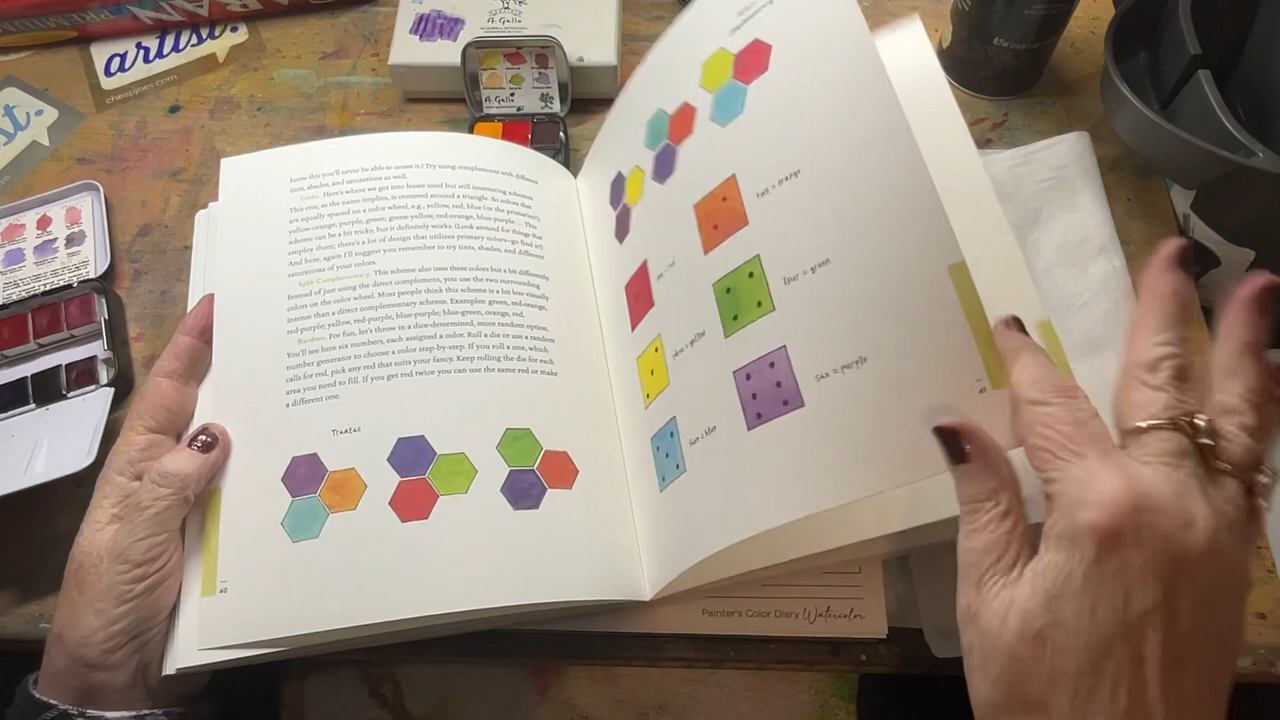 ARAN
PREMIUM
artist.
cheapjoes.com
st.
A. Gallo
A. Gallo
know this you'll never be able to unsee it.) Try using complements with different
tints, shades, and saturations as well.
Triads. Here's where we get into lesser used but still interesting schemes.
This one, as the name implies, is centered around a triangle. So colors that
are equally spaced on a color wheel, e.g., yellow, red, blue (or the primaries);
yellow-orange, purple, green; green-yellow, red-orange, blue-purple... This
scheme can be a bit tricky, but it definitely works. (Look around for things that
employ them; there's a lot of design that utilizes primary colors—go find it!)
And here, again I'll suggest you remember to try tints, shades, and different
saturations of your colors.
Split-Complementary. This scheme also uses three colors but a bit differently.
Instead of just using the direct complement, you use the two surrounding
colors on the color wheel. Most people think this scheme is a bit less visually
intense than a direct complementary scheme. Examples: green, red-orange,
red-purple; yellow, red-purple, blue-purple; blue-green, orange, red.
Random. For fun, let's throw in a dice-determined, more random option.
You'll see here six numbers, each assigned a color. Roll a die or use a random
number generator to choose a color step-by-step. If you roll a one, which
calls for red, pick any red that suits your fancy. Keep rolling the die for each
area you need to fill. If you get red twice you can use the same red or make
a different one.
40
two = orange
four = green
three = yellow
six = purple
five = blue
41
Painter's Color Diary Watercolor